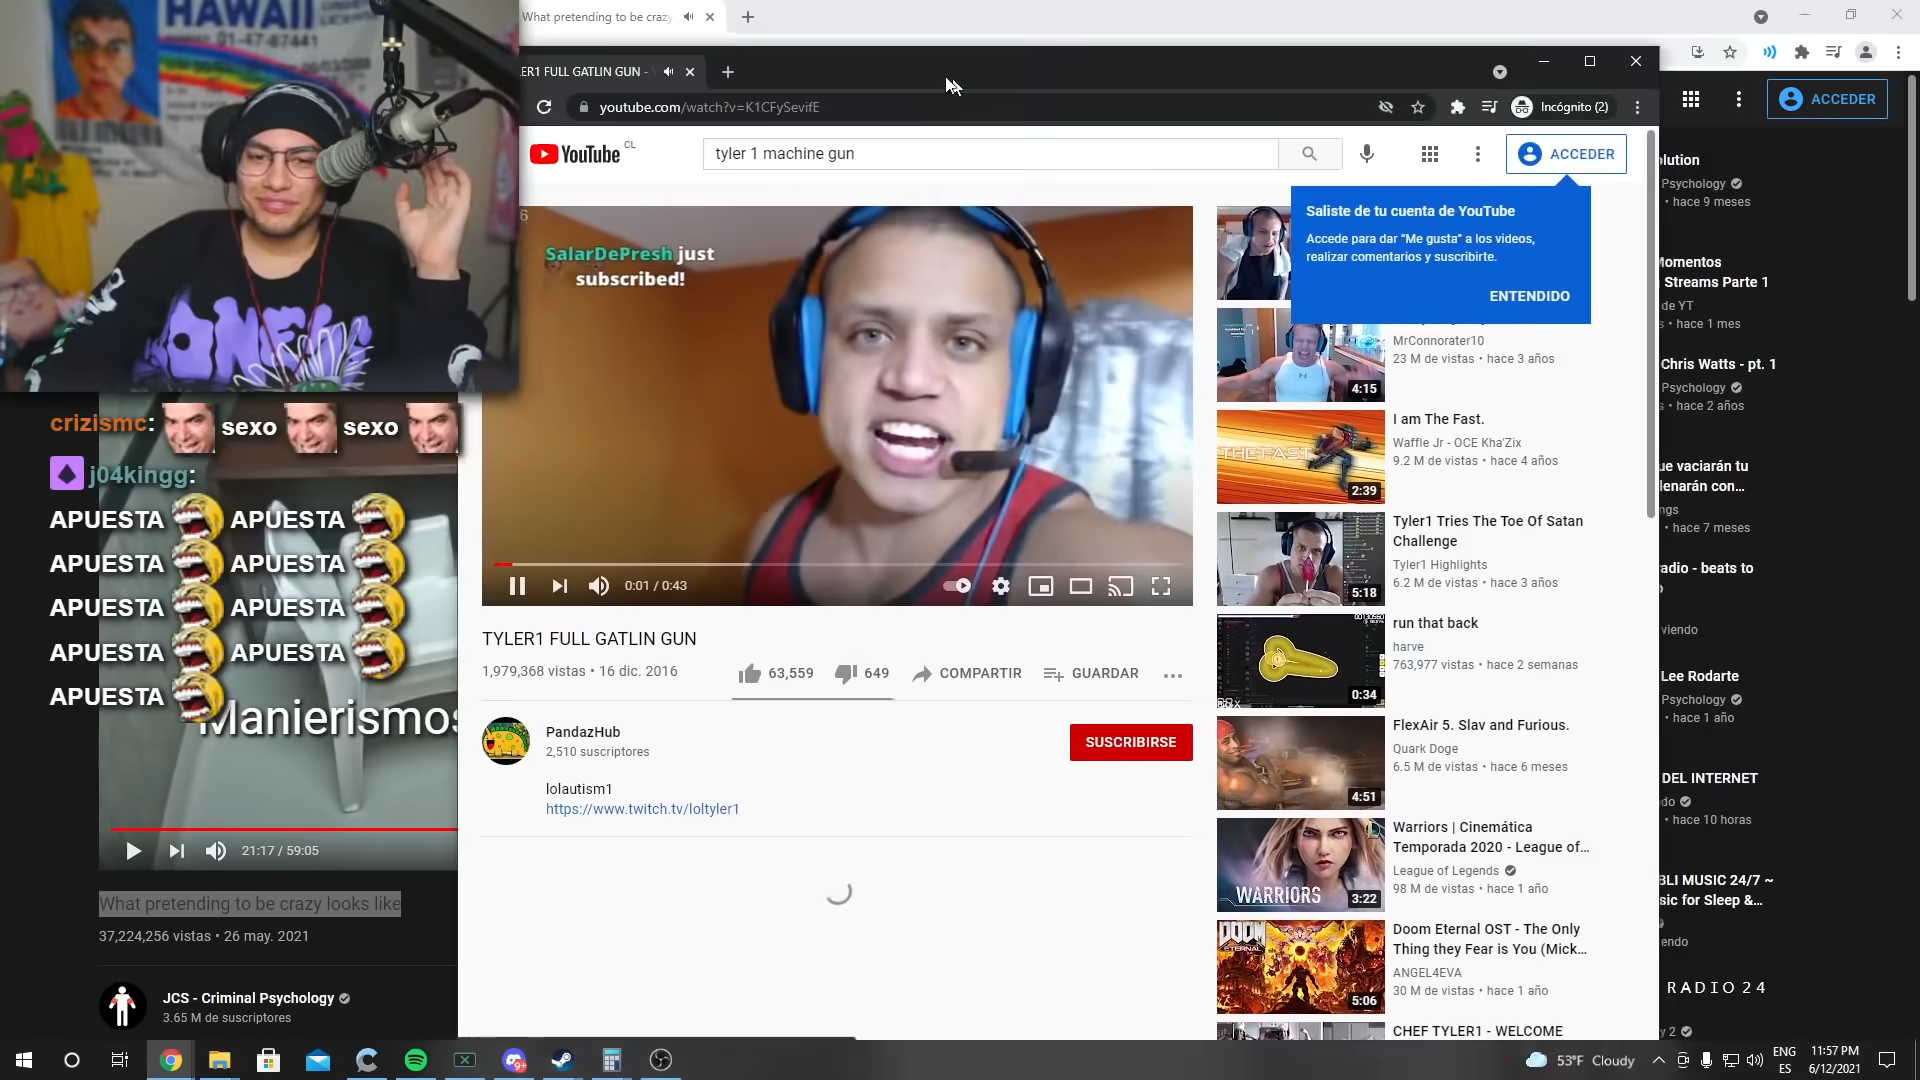 HAWAII
01-47-87441
What pretending to be crazy
ER1 FULL GATLIN GUN -
youtube.com/watch?v=K1CFySevifE
Incógnito (2)
YouTube CL
tyler 1 machine gun
ACCEDER
ACCEDER
Saliste de tu cuenta de YouTube
Accede para dar “Me gusta” a los videos,
realizar comentarios y suscribirte.
ENTENDIDO
SalarDePresh just
subscribed!
0:01 / 0:43
TYLER1 FULL GATLIN GUN
1,979,368 vistas • 16 dic. 2016
63,559
649
COMPARTIR
GUARDAR
PandazHub
2,510 suscriptores
SUSCRIBIRSE
lolautism1
https://www.twitch.tv/loltyler1
MrConnorater10
23 M de vistas • hace 3 años
4:15
I am The Fast.
Waffle Jr - OCE Kha'Zix
9.2 M de vistas • hace 4 años
THE FAST
2:39
Tyler1 Tries The Toe Of Satan
Challenge
Tyler1 Highlights
6.2 M de vistas • hace 3 años
5:18
run that back
harve
763,977 vistas • hace 2 semanas
0:34
FlexAir 5. Slav and Furious.
Quark Doge
6.5 M de vistas • hace 6 meses
4:51
Warriors | Cinemática
Temporada 2020 - League of...
League of Legends
98 M de vistas • hace 1 año
WARRIORS
3:22
Doom Eternal OST - The Only
Thing they Fear is You (Mick...
ANGEL4EVA
30 M de vistas • hace 1 año
DOOM
ETERNAL
5:06
CHEF TYLER1 - WELCOME
crizismc: sexo sexo
j04kingg:
APUESTA APUESTA
APUESTA APUESTA
APUESTA APUESTA
APUESTA APUESTA
APUESTA
Manierismos
21:17 / 59:05
What pretending to be crazy looks like
37,224,256 vistas • 26 may. 2021
JCS - Criminal Psychology
3.65 M de suscriptores
olution
Psychology
• hace 9 meses
Momentos
Streams Parte 1
de YT
s • hace 1 mes
Chris Watts - pt. 1
Psychology
s • hace 2 años
ue vaciarán tu
lenarán con...
ngs
• hace 7 meses
adio - beats to
viendo
Lee Rodarte
Psychology
• hace 1 año
DEL INTERNET
do
• hace 10 horas
BLI MUSIC 24/7 ~
sic for Sleep &...
endo
RADIO 24
y 2
9+
53°F Cloudy
ENG
ES
11:57 PM
6/12/2021